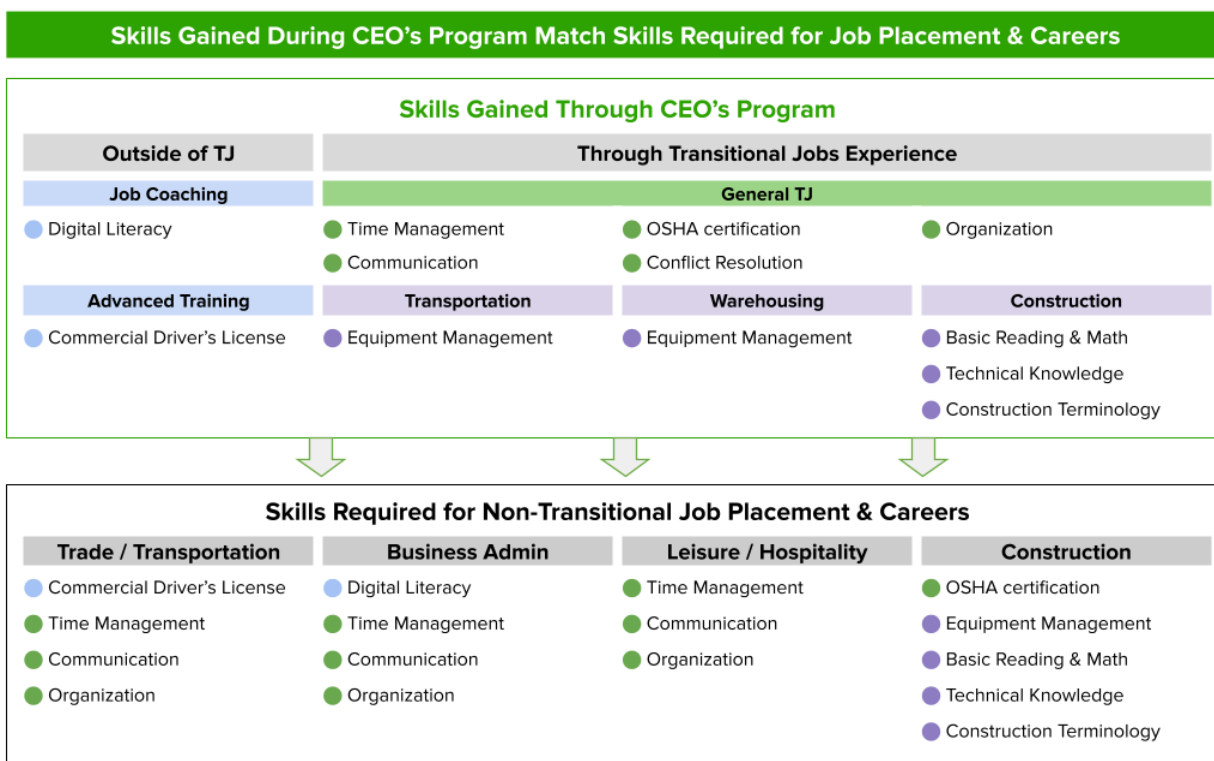 Skills Gained During CEO’s Program Match Skills Required for Job Placement & Careers
Skills Gained Through CEO’s Program
Outside of TJ
Through Transitional Jobs Experience
Job Coaching
General TJ
Digital Literacy
Time Management
OSHA certification
Organization
Communication
Conflict Resolution
Advanced Training
Transportation
Warehousing
Construction
Commercial Driver’s License
Equipment Management
Equipment Management
Basic Reading & Math
Technical Knowledge
Construction Terminology
Skills Required for Non-Transitional Job Placement & Careers
Trade / Transportation
Business Admin
Leisure / Hospitality
Construction
Commercial Driver’s License
Digital Literacy
Time Management
OSHA certification
Time Management
Time Management
Communication
Equipment Management
Communication
Communication
Organization
Basic Reading & Math
Organization
Organization
Technical Knowledge
Construction Terminology